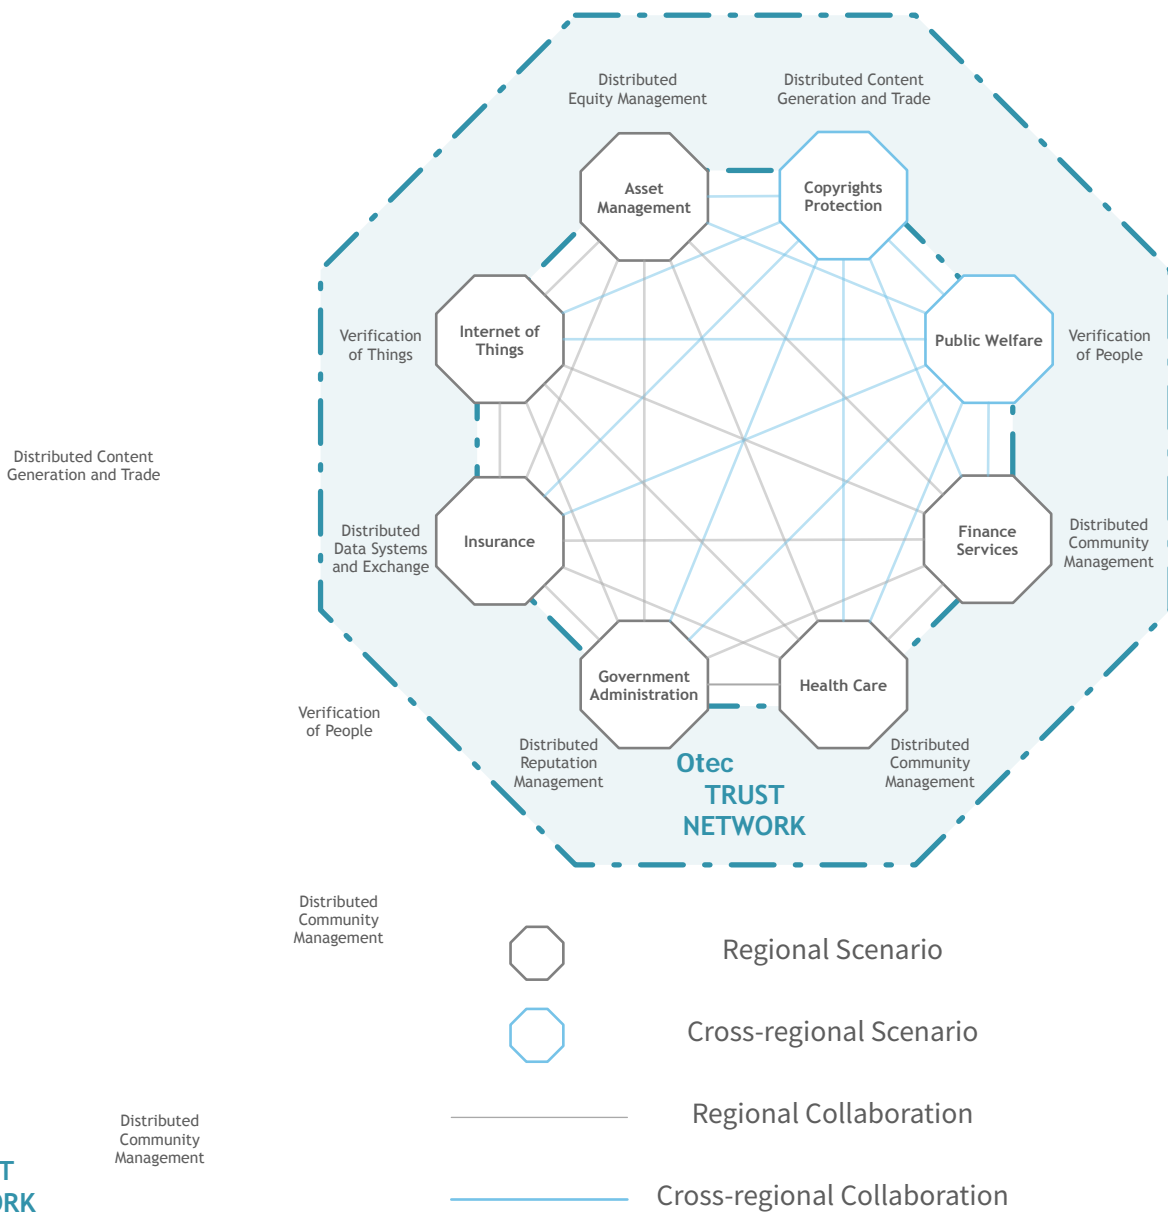 Distributed
Equity Management
Distributed Content
Generation and Trade
Asset
Management
Copyrights
Protection
Verification
of Things
Internet of
Things
Public Welfare
Verification
of People
Distributed Content
Generation and Trade
Distributed
Data Systems
and Exchange
Insurance
Finance
Services
Distributed
Community
Management
Government
Administration
Health Care
Verification
of People
Distributed
Reputation
Management
Otec
TRUST
NETWORK
Distributed
Community
Management
Distributed
Community
Management
Regional Scenario
Cross-regional Scenario
Regional Collaboration
Distributed
Community
Management
T
ORK
Cross-regional Collaboration